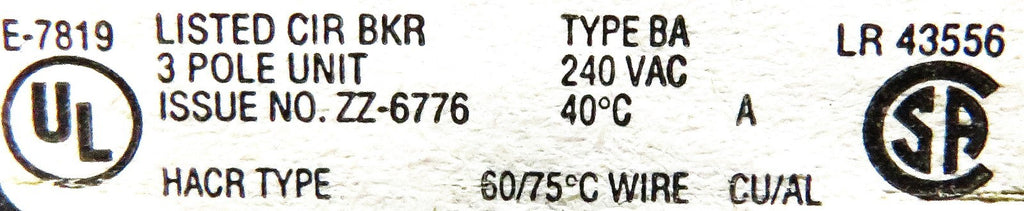 E-7819 LISTED CIR BKR TYPE BA LR 43556
UL 3 POLE UNIT 240 VAC SA
ISSUE NO. ZZ-6776 40°C A
HACR TYPE 60/75°C WIRE CU/AL